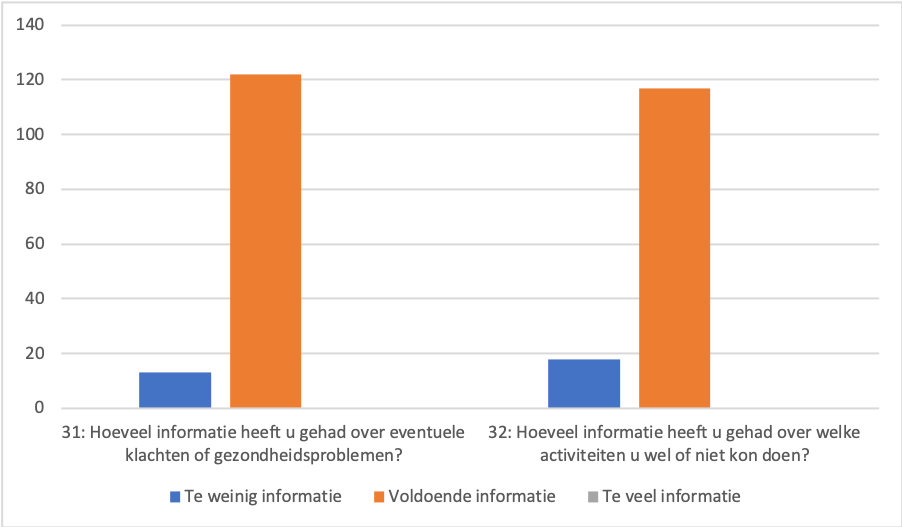 140
120
100
80
60
40
20
0
31: Hoeveel informatie heeft u gehad over eventuele
klachten of gezondheidsproblemen?
32: Hoeveel informatie heeft u gehad over welke
activiteiten u wel of niet kon doen?
Te weinig informatie
Voldoende informatie
Te veel informatie